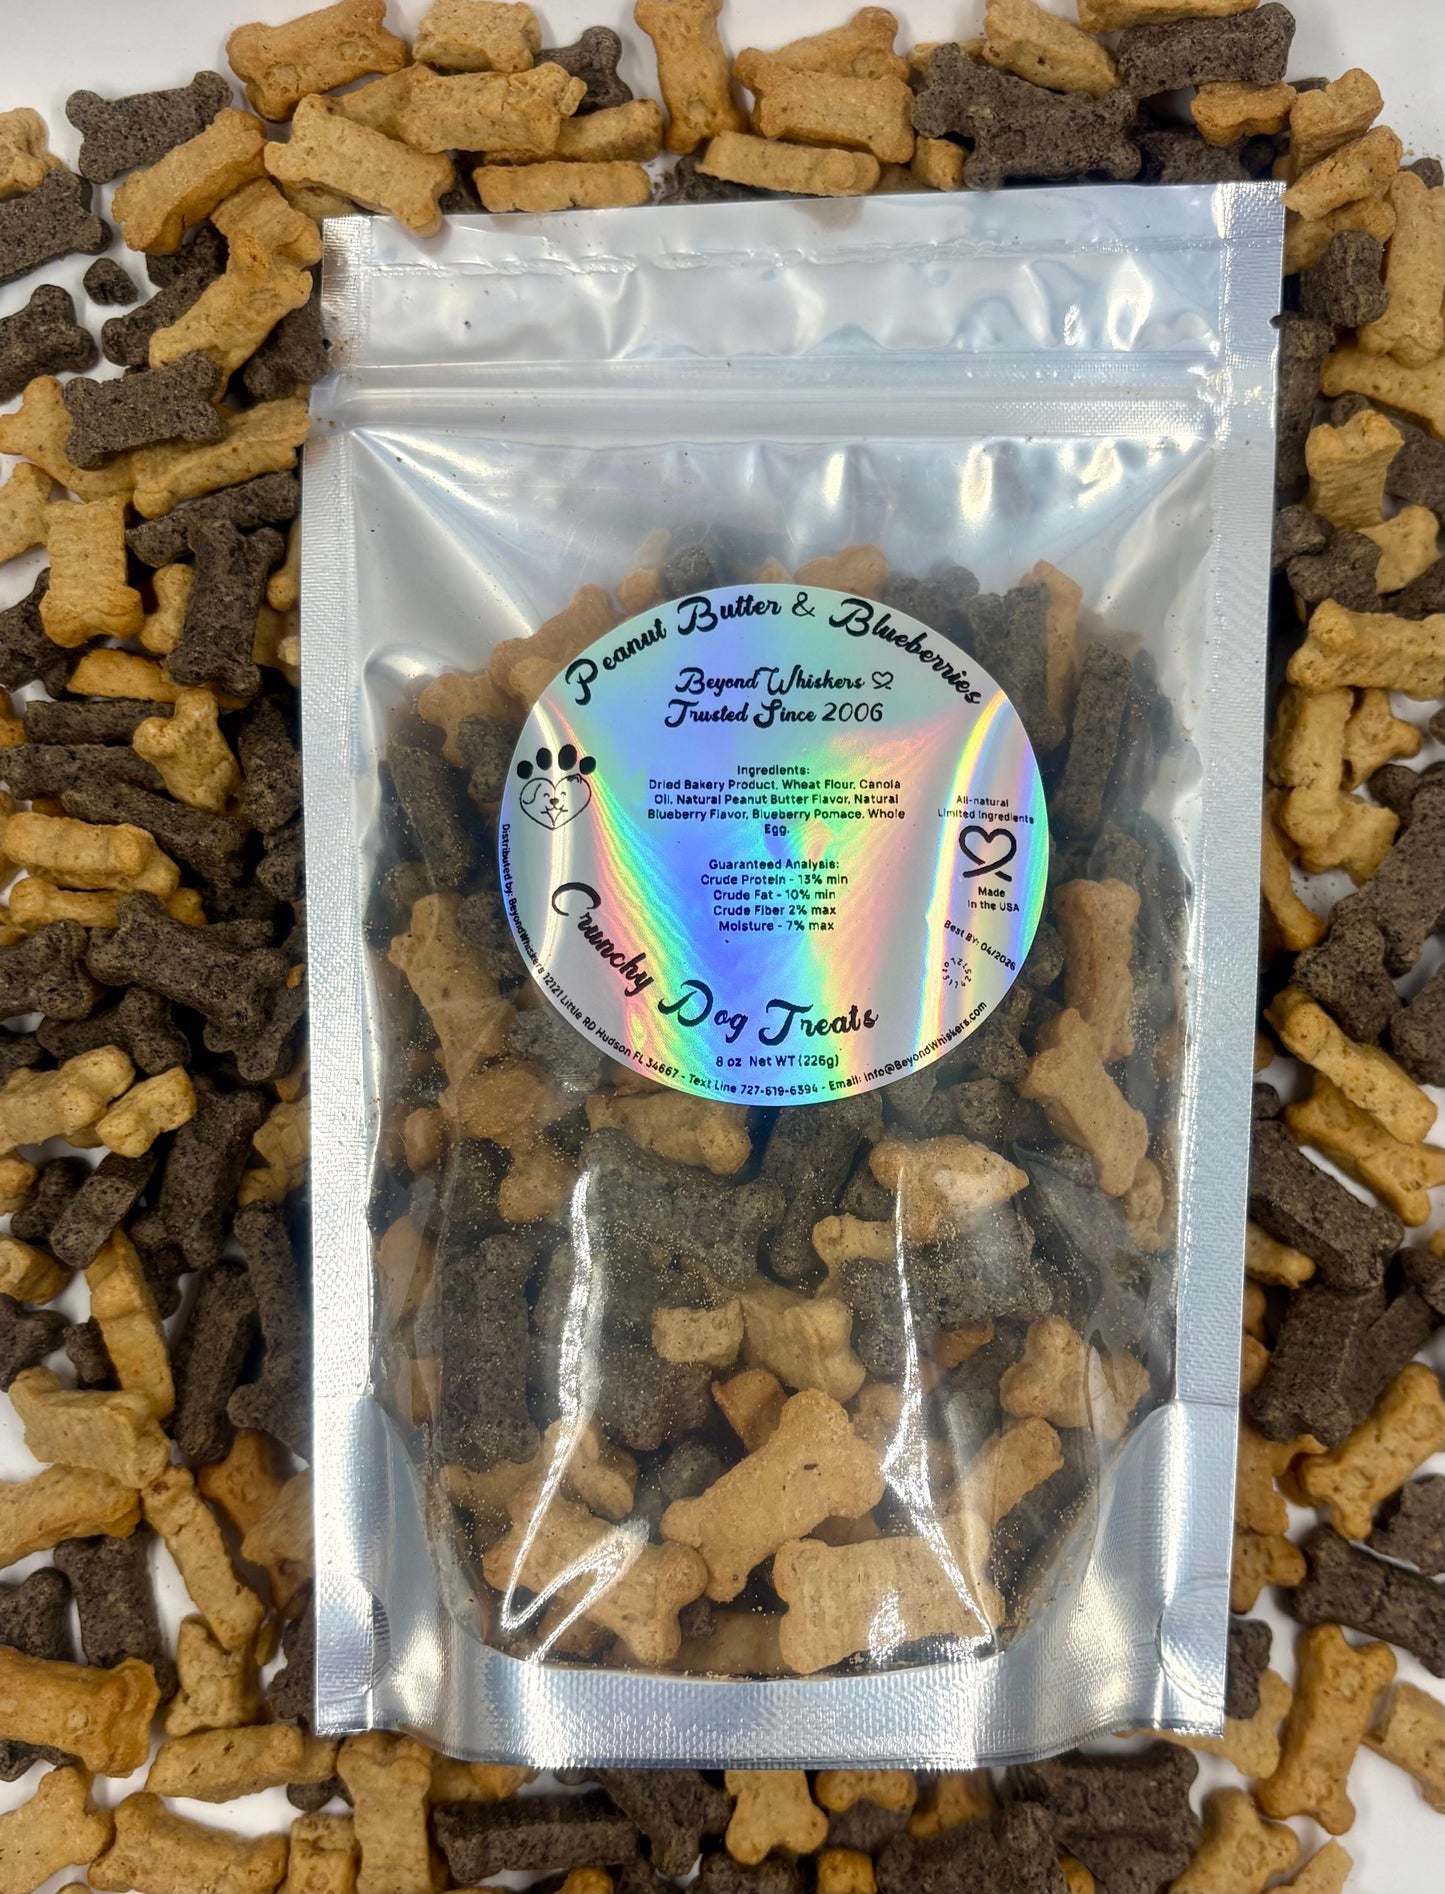 Peanut Butter & Blueberries
Beyond Whiskers
Trusted Since 2006
Ingredients:
Dried Bakery Product, Wheat Flour, Canola
Oil, Natural Peanut Butter Flavor, Natural
Blueberry Flavor, Blueberry Pomace, Whole
Egg.
Guaranteed Analysis:
Crude Protein - 13% min
Crude Fat - 10% min
Crude Fiber 2% max
Moisture - 7% max
All-natural
Limited Ingredients
Made
in the USA
Best BY: 04/2026
Crunchy Dog Treats
8 oz Net WT (226g)
Distributed by: BeyondWhiskers 12121 Little RD Hudson FL 34667 - Text Line 727-619-6394 - Email: info@BeyondWhiskers.com